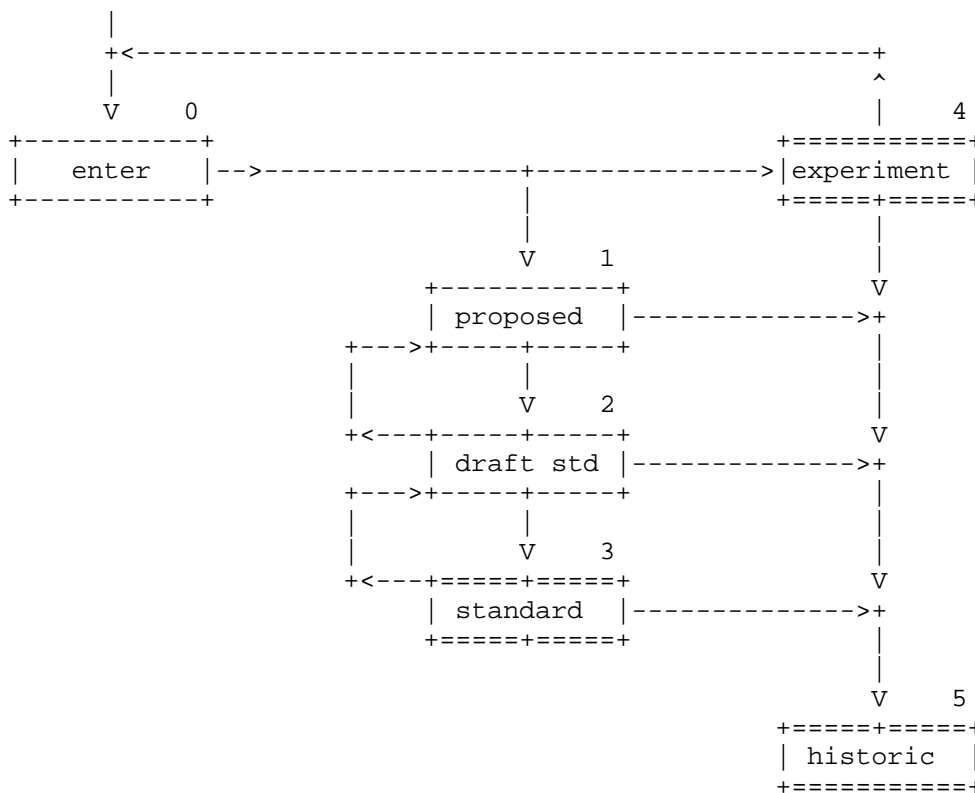 0
4
enter
experiment
1
proposed
2
draft std
3
standard
5
historic